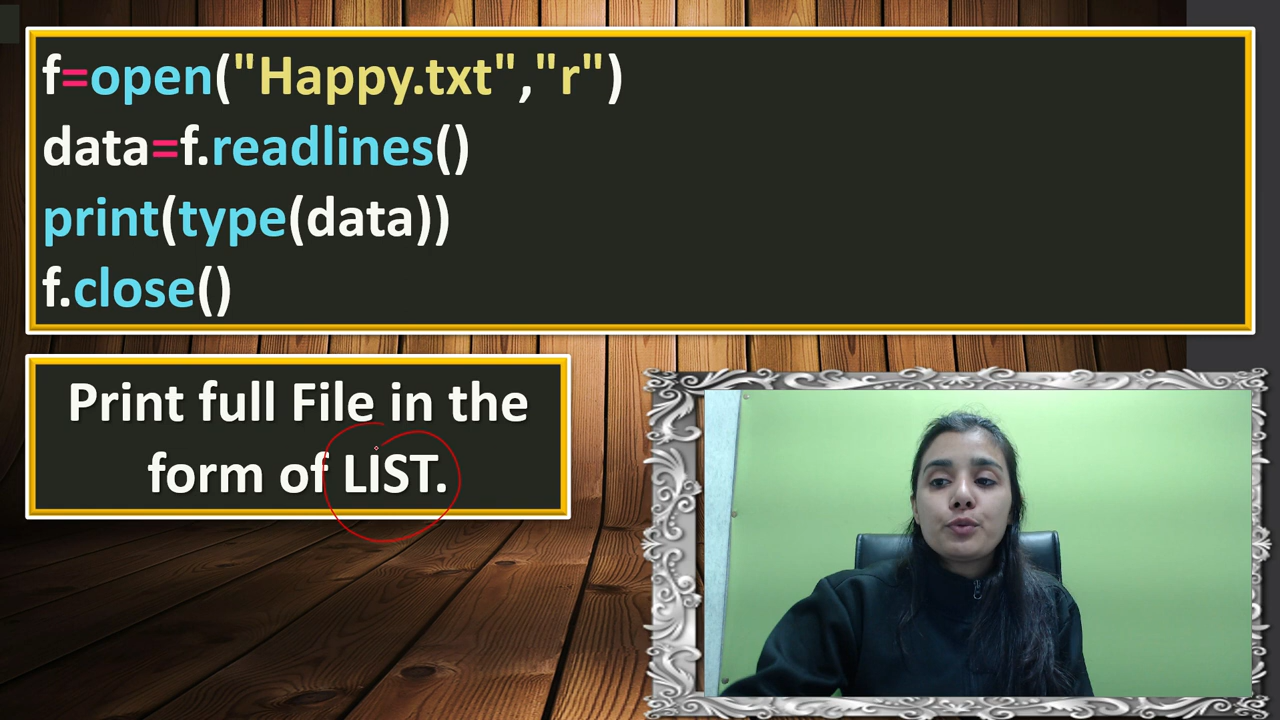 f=open("Happy.txt","r")
data=f.readlines()
print(type(data))
f.close()
Print full File in the
form of LIST.